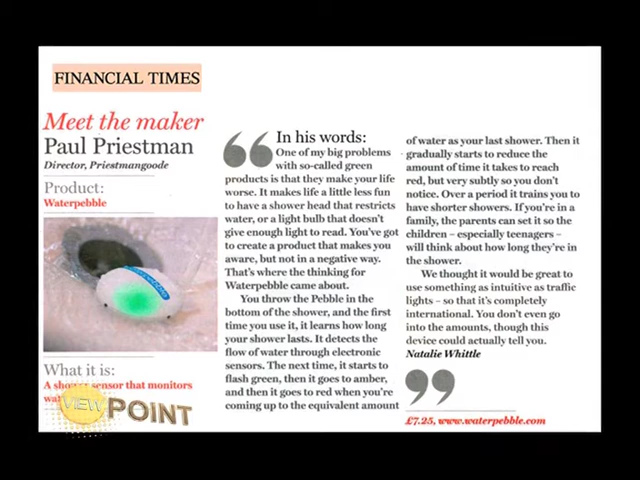 FINANCIAL TIMES
Meet the maker
Paul Priestman
Director, Priestmangoode
Product:
Waterpebble
What it is:
A shower sensor that monitors
VIEW POINT
In his words:
One of my big problems
with so-called green
products is that they make your life
worse. It makes life a little less fun
to have a shower head that restricts
water, or a light bulb that doesn't
give enough light to read. You've got
to create a product that makes you
aware, but not in a negative way.
That's where the thinking for
Waterpebble came about.
You throw the Pebble in the
bottom of the shower, and the first
time you use it, it learns how long
your shower lasts. It detects the
flow of water through electronic
sensors. The next time, it starts to
flash green, then it goes to amber,
and then it goes to red when you're
coming up to the equivalent amount
of water as your last shower. Then it
gradually starts to reduce the
amount of time it takes to reach
red, but very subtly so you don't
notice. Over a period it trains you to
have shorter showers. If you're in a
family, the parents can set it so the
children – especially teenagers –
will think about how long they're in
the shower.
We thought it would be great to
use something as intuitive as traffic
lights – so that it's completely
international. You don't even go
into the amounts, though this
device could actually tell you.
Natalie Whittle
£7.25, www.waterpebble.com